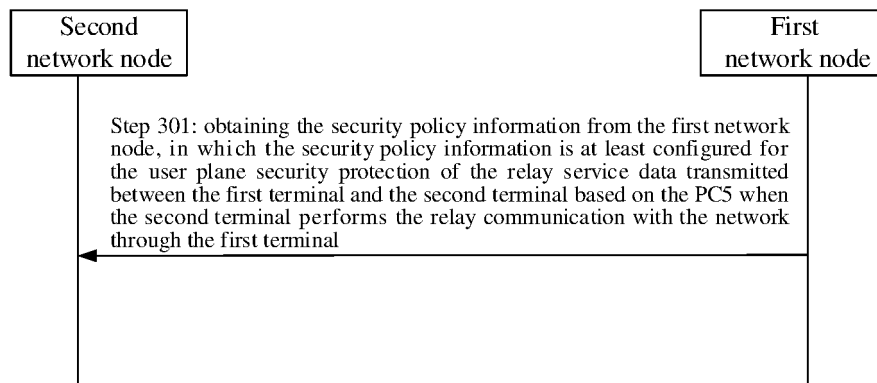 Second
network node
First
network node
Step 301: obtaining the security policy information from the first network
node, in which the security policy information is at least configured for
the user plane security protection of the relay service data transmitted
between the first terminal and the second terminal based on the PC5 when
the second terminal performs the relay communication with the network
through the first terminal